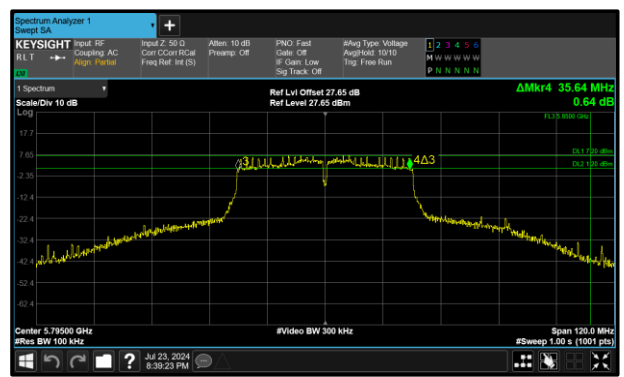 Spectrum Analyzer 1
Swept SA
+
KEYSIGHT Input: RF Input Z: 50 Ω Atten: 10 dB PNO: Fast #Avg Type: Voltage 1 2 3 4 5 6
RLT Coupling: AC Corr CCorr RCal Preamp: Off Gate: Off Avg|Hold: 10/10 M W W W W W
Align: Partial Freq Ref: Int (S) IF Gain: Low Trig: Free Run
Sig Track: Off P N N N N N
1 Spectrum
Ref Lvl Offset 27.65 dB ΔMkr4 35.64 MHz
Scale/Div 10 dB Ref Level 27.65 dBm 0.64 dB
Log
FL3 5.8500 GHz
17.7
7.65 DL1 7.20 dBm
3 4Δ3
-2.35 DL2 1.20 dBm
-12.4
-22.4
-32.4
-42.4
-52.4
-62.4
Center 5.79500 GHz #Video BW 300 kHz Span 120.0 MHz
#Res BW 100 kHz #Sweep 1.00 s (1001 pts)
? Jul 23, 2024
8:39:23 PM